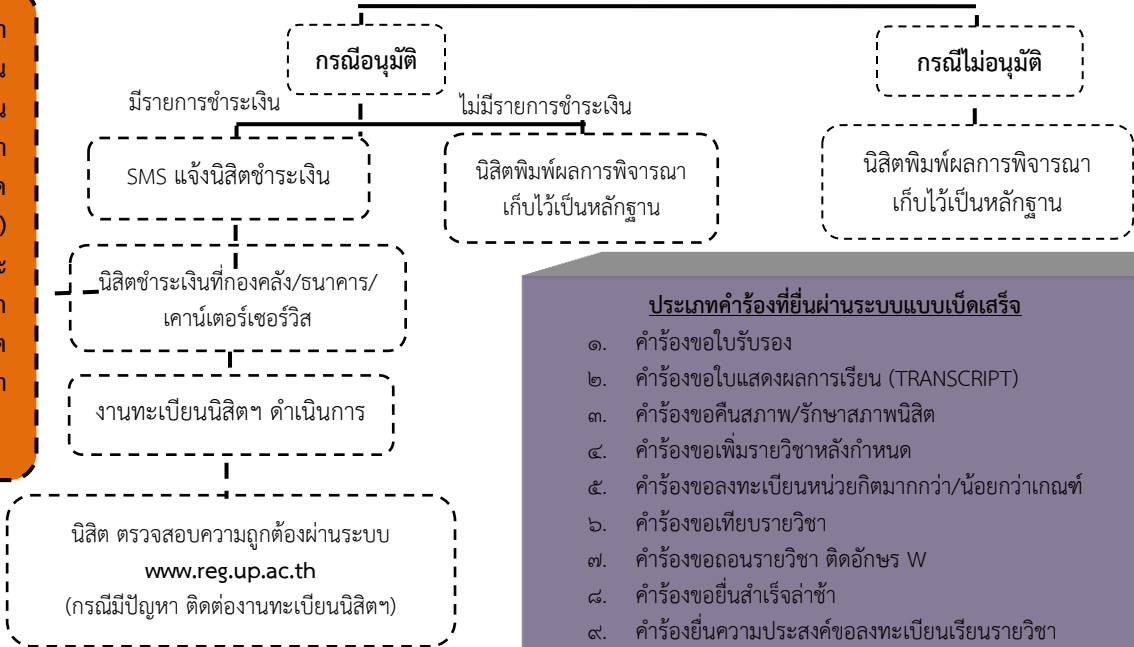 กรณีอนุมัติ
กรณีไม่อนุมัติ
มีรายการชำระเงิน
ไม่มีรายการชำระเงิน
SMS แจ้งนิสิตชำระเงิน
นิสิตพิมพ์ผลการพิจารณา
เก็บไว้เป็นหลักฐาน
นิสิตพิมพ์ผลการพิจารณา
เก็บไว้เป็นหลักฐาน
นิสิตชำระเงินที่กองคลัง/ธนาคาร/
เคาน์เตอร์เซอร์วิส
งานทะเบียนนิสิตฯ ดำเนินการ
นิสิต ตรวจสอบความถูกต้องผ่านระบบ
www.reg.up.ac.th
(กรณีมีปัญหา ติดต่องานทะเบียนนิสิตฯ)
ประเภทคำร้องที่ยื่นผ่านระบบแบบเบ็ดเสร็จ
๑. คำร้องขอใบรับรอง
๒. คำร้องขอใบแสดงผลการเรียน (TRANSCRIPT)
๓. คำร้องขอคืนสภาพ/รักษาสภาพนิสิต
๔. คำร้องขอเพิ่มรายวิชาหลังกำหนด
๕. คำร้องขอลงทะเบียนหน่วยกิตมากกว่า/น้อยกว่าเกณฑ์
๖. คำร้องขอเทียบรายวิชา
๗. คำร้องขอถอนรายวิชา ติดอักษร W
๘. คำร้องขอยื่นสำเร็จล่าช้า
๙. คำร้องยื่นความประสงค์ขอลงทะเบียนเรียนรายวิชา